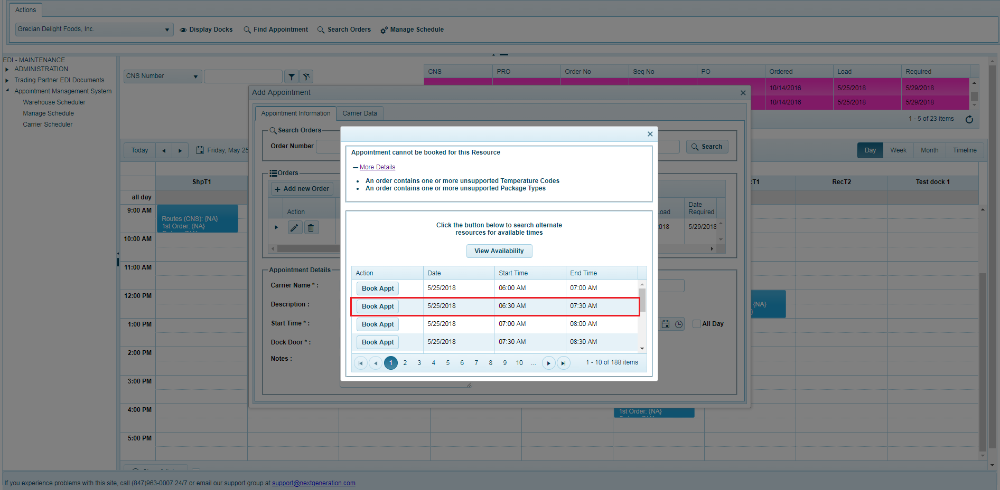 Actions
Grecian Delight Foods, Inc.
Display Docks
Find Appointment
Search Orders
Manage Schedule
EDI - MAINTENANCE
ADMINISTRATION
Trading Partner EDI Documents
Appointment Management System
Warehouse Scheduler
Manage Schedule
Carrier Scheduler
CNS Number
CNS PRO Order No Seq No PO Ordered Load Required
10/14/2016 5/25/2018 5/29/2018
10/14/2016 5/25/2018 5/29/2018
1 - 5 of 23 items
Today
Friday, May 25
Day Week Month Timeline
ShpT1
T1
RecT2
Test dock 1
all day
9:00 AM
10:00 AM
11:00 AM
12:00 PM
1:00 PM
2:00 PM
3:00 PM
4:00 PM
5:00 PM
Routes (CNS): {NA}
1st Order: {NA}
{NA}
1st Order: {NA}
Add Appointment
Appointment Information
Carrier Data
Search Orders
Order Number
Search
Orders
Add new Order
Action
oad
Date
Required
018
5/29/2018
Appointment Details
Carrier Name * :
Description :
Start Time * :
All Day
Dock Door * :
Notes :
Appointment cannot be booked for this Resource
More Details
• An order contains one or more unsupported Temperature Codes
• An order contains one or more unsupported Package Types
Click the button below to search alternate
resources for available times
View Availability
Action Date Start Time End Time
Book Appt 5/25/2018 06:00 AM 07:00 AM
Book Appt 5/25/2018 06:30 AM 07:30 AM
Book Appt 5/25/2018 07:00 AM 08:00 AM
Book Appt 5/25/2018 07:30 AM 08:30 AM
1 2 3 4 5 6 7 8 9 10 ...
1 - 10 of 188 items
If you experience problems with this site, call (847)963-0007 24/7 or email our support group at support@nextgeneration.com